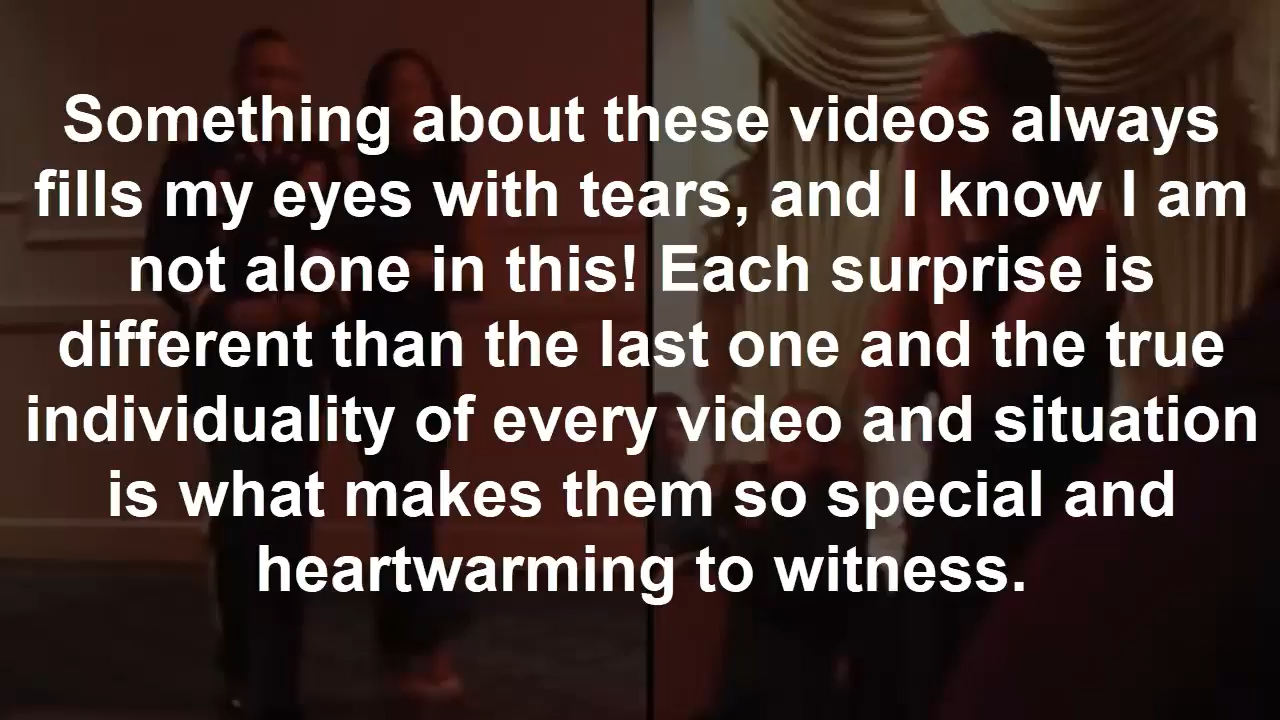 Something about these videos always
fills my eyes with tears, and I know I am
not alone in this! Each surprise is
different than the last one and the true
individuality of every video and situation
is what makes them so special and
heartwarming to witness.